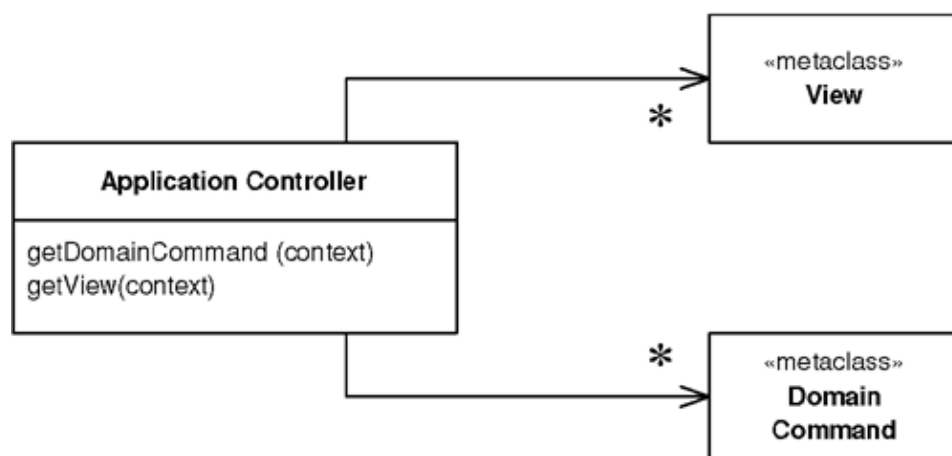 «metaclass»
View
*
Application Controller
getDomainCommand (context)
getView(context)
*
«metaclass»
Domain
Command